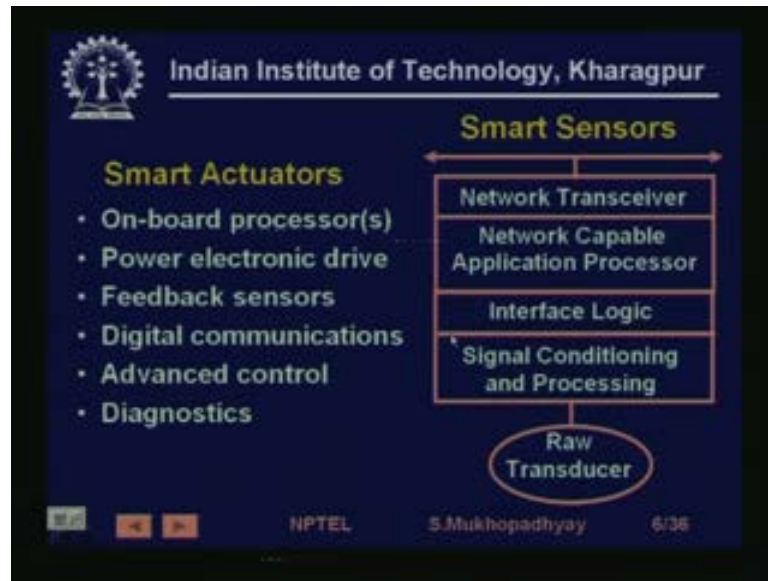 Indian Institute of Technology, Kharagpur
Smart Actuators
• On-board processor(s)
• Power electronic drive
• Feedback sensors
• Digital communications
• Advanced control
• Diagnostics
Smart Sensors
Network Transceiver
Network Capable
Application Processor
Interface Logic
Signal Conditioning
and Processing
Raw
Transducer
NPTEL
S.Mukhopadhyay
6/36